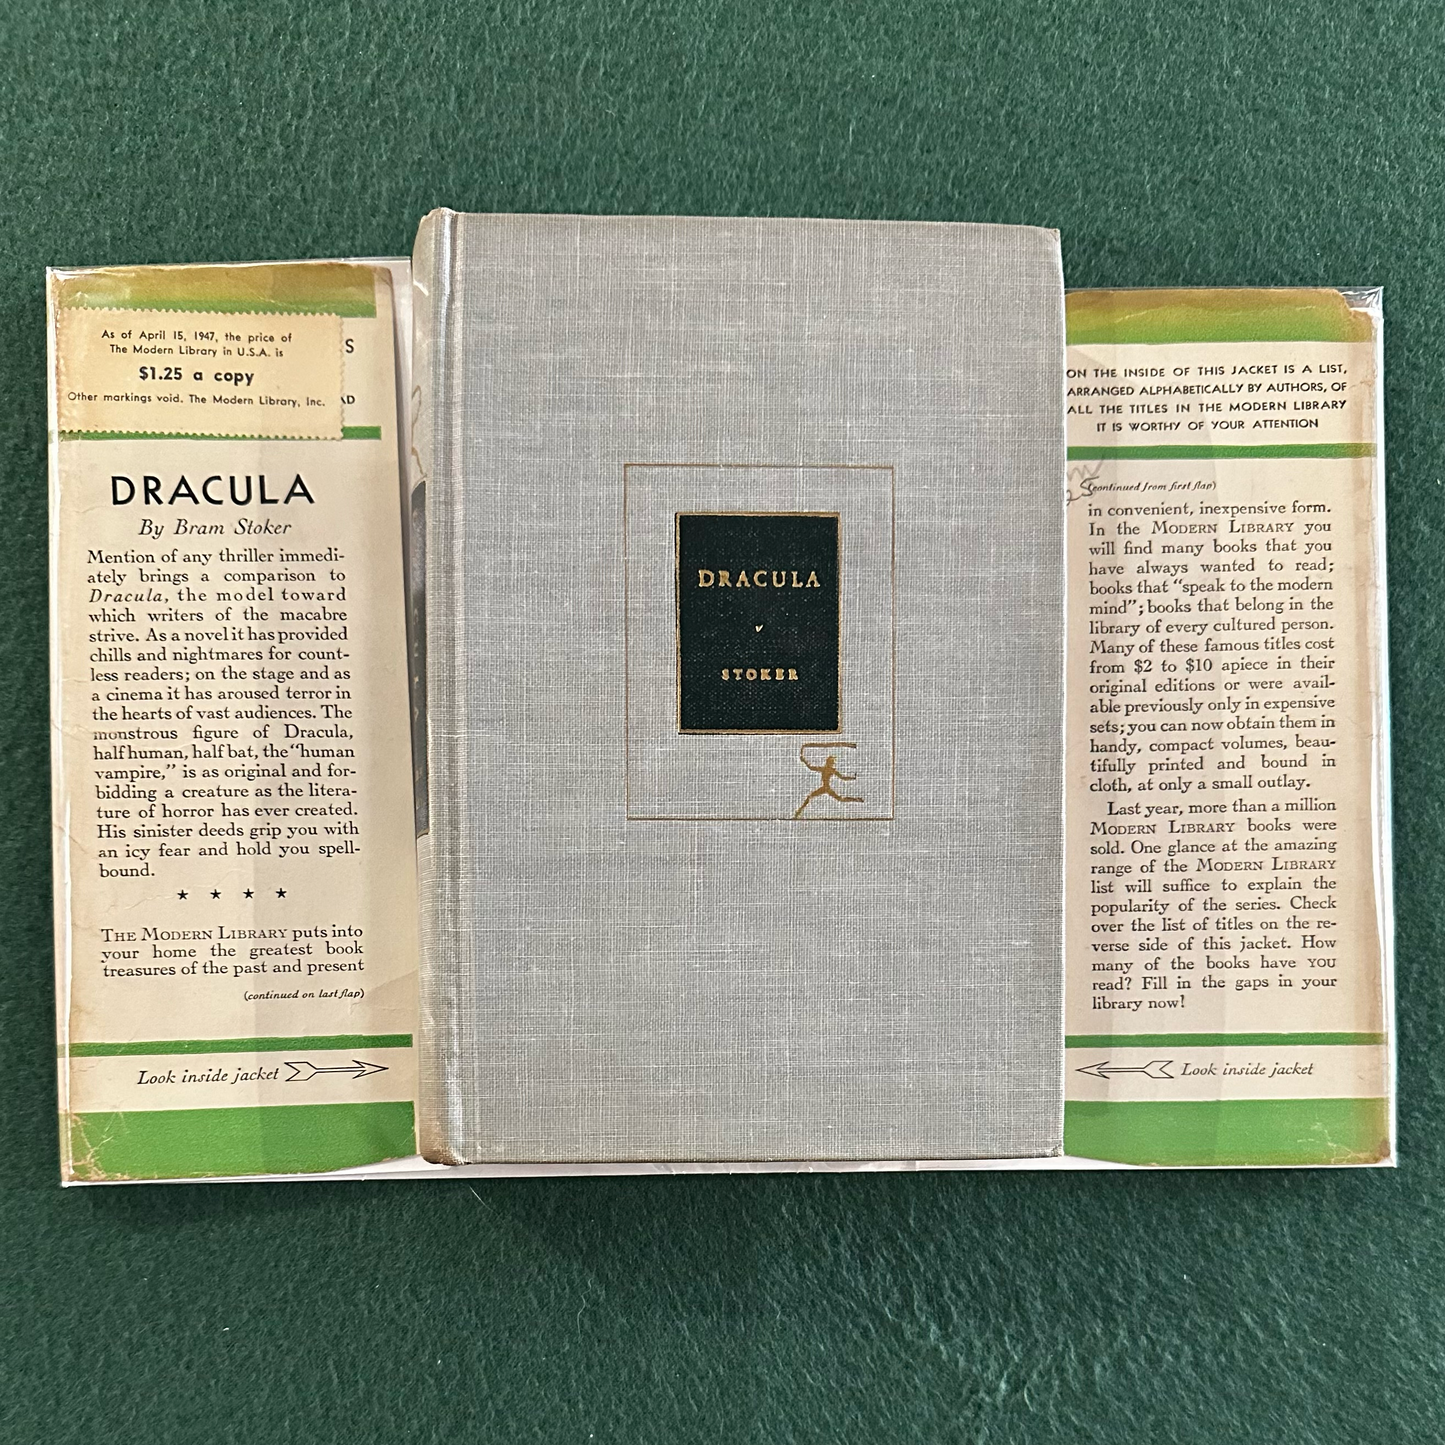 As of April 15, 1947, the price of
The Modern Library in U.S.A. is
$1.25 a copy
Other markings void. The Modern Library, Inc.
S
AD
DRACULA
By Bram Stoker
Mention of any thriller immedi-
ately brings a comparison to
Dracula, the model toward
which writers of the macabre
strive. As a novel it has provided
chills and nightmares for count-
less readers; on the stage and as
a cinema it has aroused terror in
the hearts of vast audiences. The
monstrous figure of Dracula,
half human, half bat, the "human
vampire," is as original and for-
bidding a creature as the litera-
ture of horror has ever created.
His sinister deeds grip you with
an icy fear and hold you spell-
bound.
★ ★ ★ ★
THE MODERN LIBRARY puts into
your home the greatest book
treasures of the past and present
(continued on last flap)
Look inside jacket
DRACULA
STOKER
ON THE INSIDE OF THIS JACKET IS A LIST,
ARRANGED ALPHABETICALLY BY AUTHORS, OF
ALL THE TITLES IN THE MODERN LIBRARY
IT IS WORTHY OF YOUR ATTENTION
(continued from first flap)
in convenient, inexpensive form.
In the MODERN LIBRARY you
will find many books that you
have always wanted to read;
books that "speak to the modern
mind"; books that belong in the
library of every cultured person.
Many of these famous titles cost
from $2 to $10 apiece in their
original editions or were avail-
able previously only in expensive
sets; you can now obtain them in
handy, compact volumes, beau-
tifully printed and bound in
cloth, at only a small outlay.
Last year, more than a million
MODERN LIBRARY books were
sold. One glance at the amazing
range of the MODERN LIBRARY
list will suffice to explain the
popularity of the series. Check
over the list of titles on the re-
verse side of this jacket. How
many of the books have YOU
read? Fill in the gaps in your
library now!
Look inside jacket